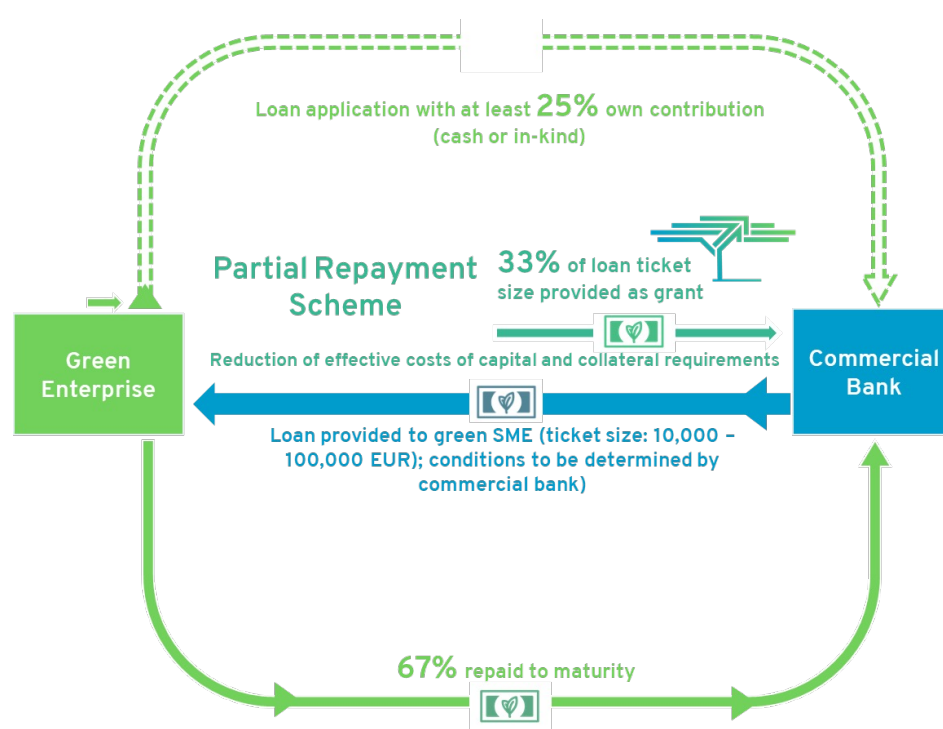 Loan application with at least 25% own contribution
(cash or in-kind)
Partial Repayment
Scheme
33% of loan ticket
size provided as grant
Green
Enterprise
Reduction of effective costs of capital and collateral requirements
Commercial
Bank
Loan provided to green SME (ticket size: 10,000 –
100,000 EUR); conditions to be determined by
commercial bank)
67% repaid to maturity